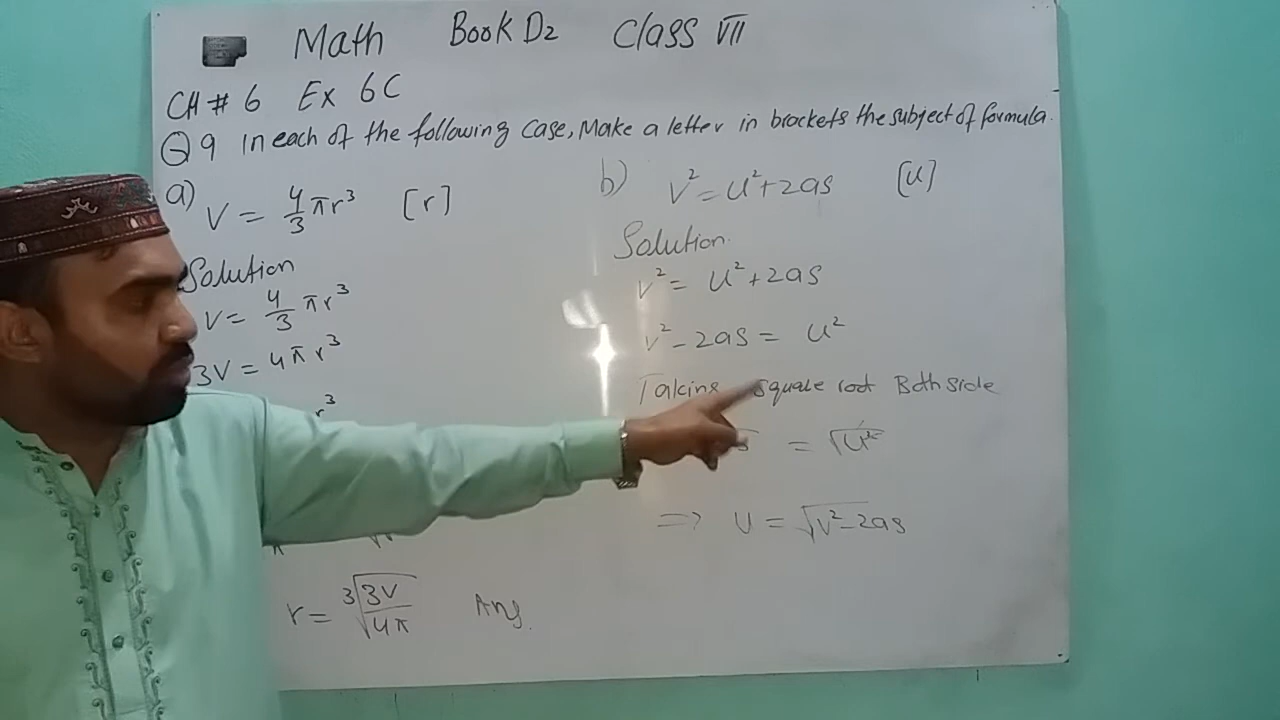 Math Book D2 Class VII
CH # 6 Ex 6C
Q 9 In each of the following case, Make a letter in brackets the subject of formula.
a) V = 4/3 πr³ [r]
Solution
V = 4/3 πr³
3V = 4πr³
r³
r = ³√(3V/4π) Ans.
b) V² = u²+2as [u]
Solution.
V² = u²+2as
V² - 2as = u²
Taking square root Both side
= √u²
=> u = √V²-2as